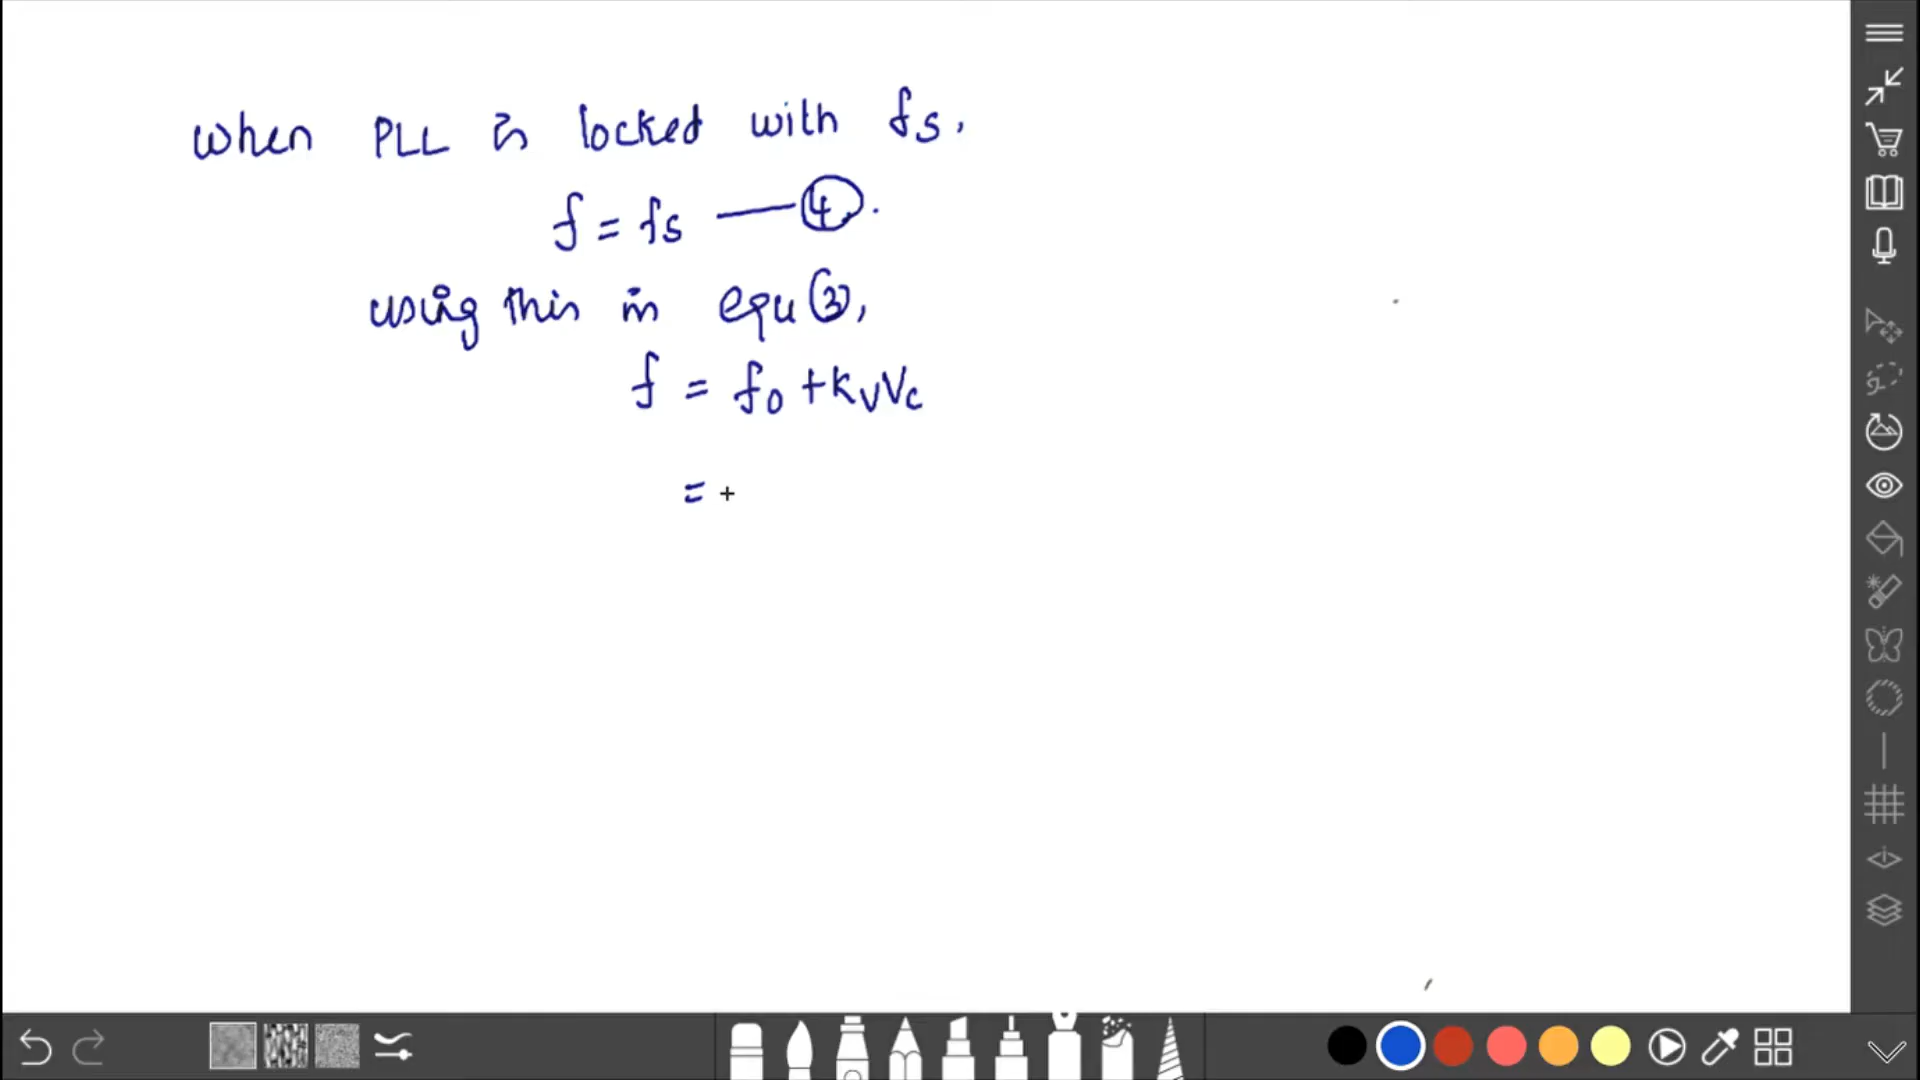 when PLL is locked with fs,
f = fs —— ④.
using this in equ(3),
f = fo + KvVc
=